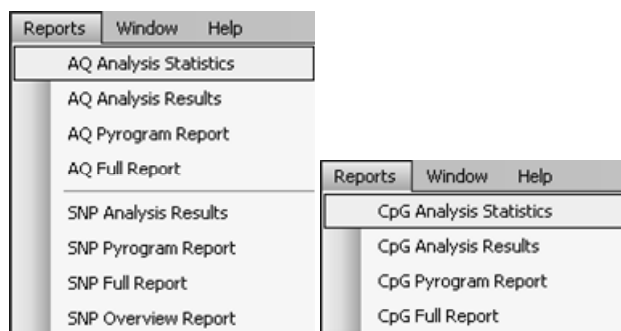 Reports Window Help
AQ Analysis Statistics
AQ Analysis Results
AQ Pyrogram Report
AQ Full Report
SNP Analysis Results
SNP Pyrogram Report
SNP Full Report
SNP Overview Report
Reports Window Help
CpG Analysis Statistics
CpG Analysis Results
CpG Pyrogram Report
CpG Full Report